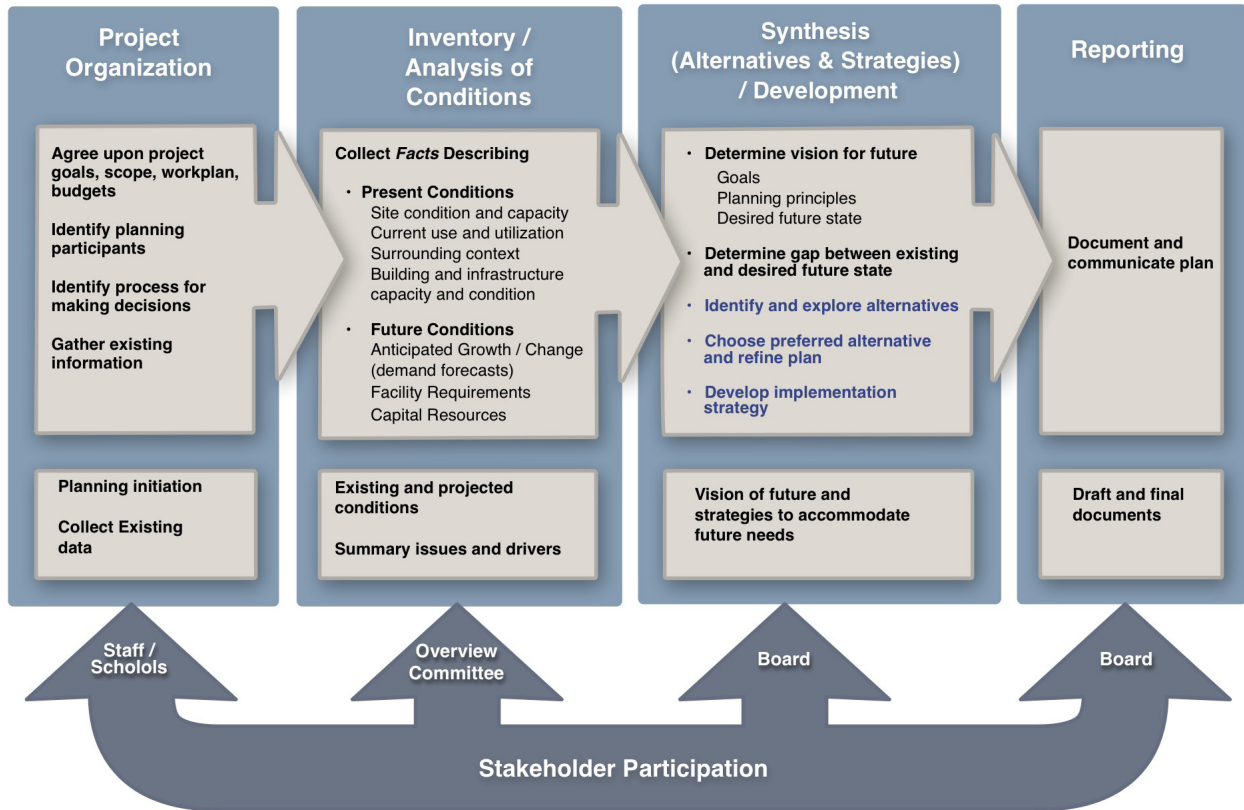 Project
Organization
Agree upon project
goals, scope, workplan,
budgets
Identify planning
participants
Identify process for
making decisions
Gather existing
information
Planning initiation
Collect Existing
data
Inventory /
Analysis of
Conditions
Collect Facts Describing
· Present Conditions
Site condition and capacity
Current use and utilization
Surrounding context
Building and infrastructure
capacity and condition
· Future Conditions
Anticipated Growth / Change
(demand forecasts)
Facility Requirements
Capital Resources
Existing and projected
conditions
Summary issues and drivers
Synthesis
(Alternatives & Strategies)
/ Development
· Determine vision for future
Goals
Planning principles
Desired future state
· Determine gap between existing
and desired future state
· Identify and explore alternatives
· Choose preferred alternative
and refine plan
· Develop implementation
strategy
Vision of future and
strategies to accommodate
future needs
Reporting
Document and
communicate plan
Draft and final
documents
Staff /
Scholols
Overview
Committee
Board
Board
Stakeholder Participation